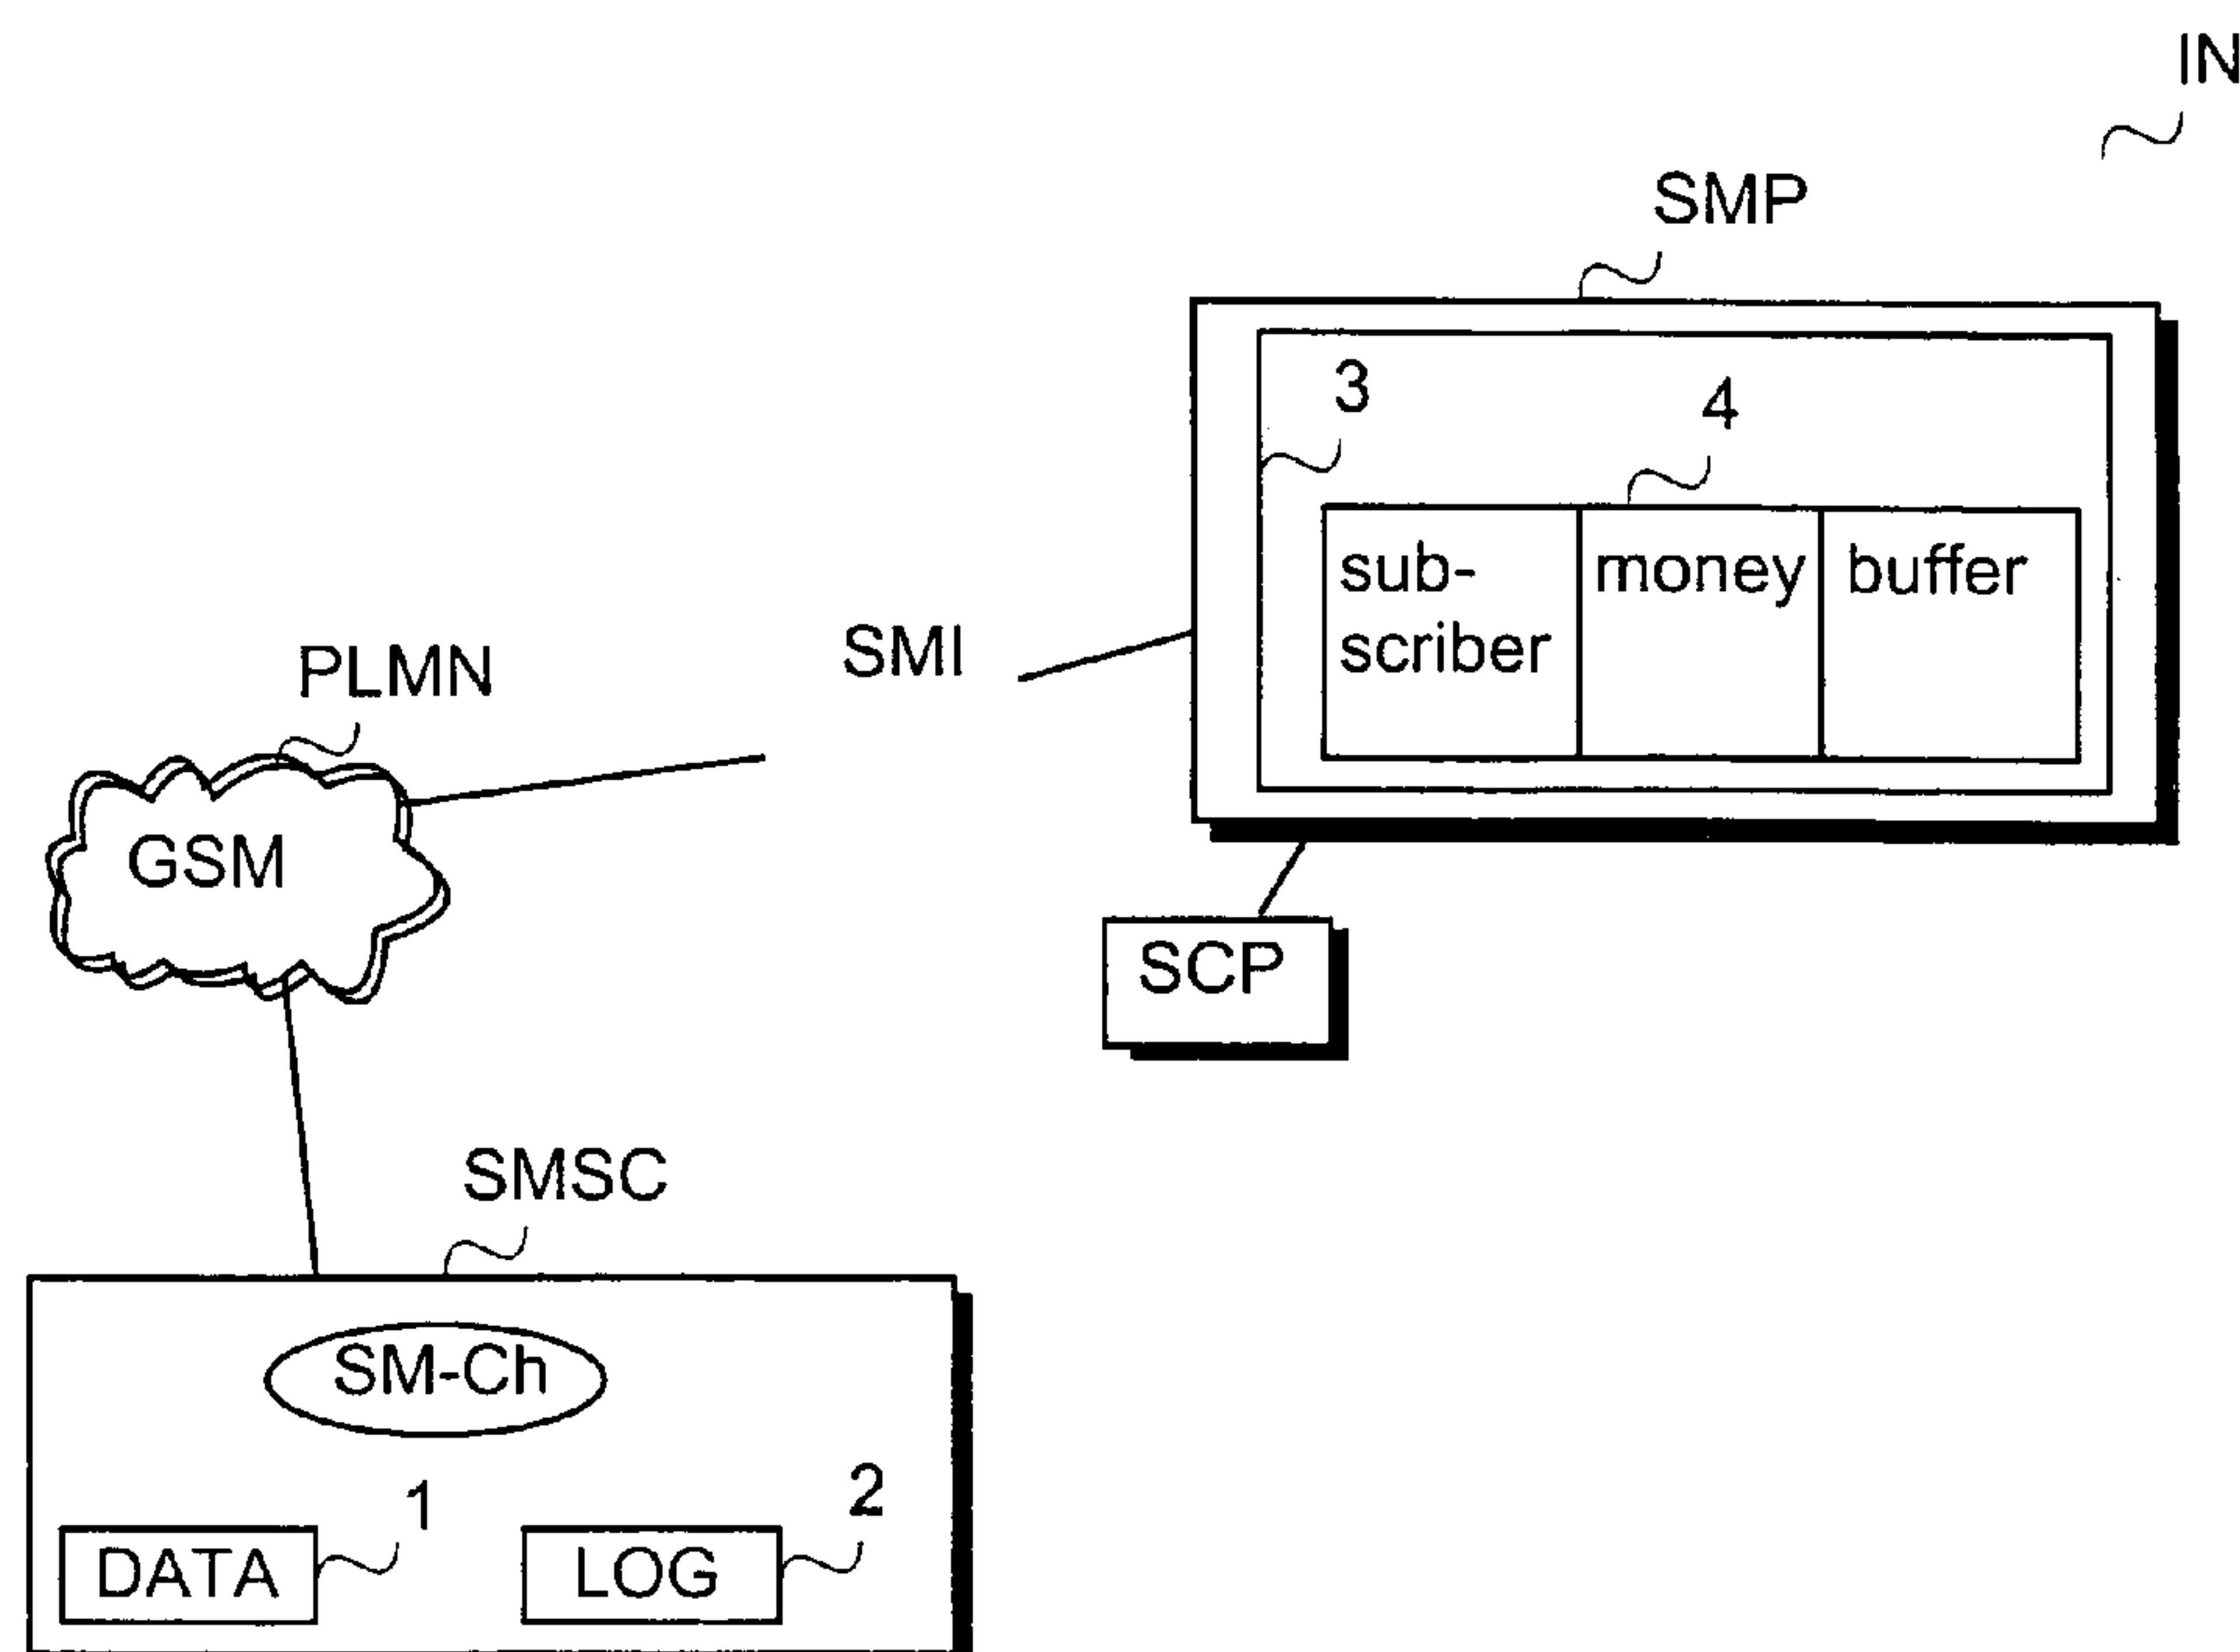 IN
SMP
3
4
sub-
scriber
money
buffer
SMI
PLMN
GSM
SCP
SMSC
SM-Ch
1
2
DATA
LOG